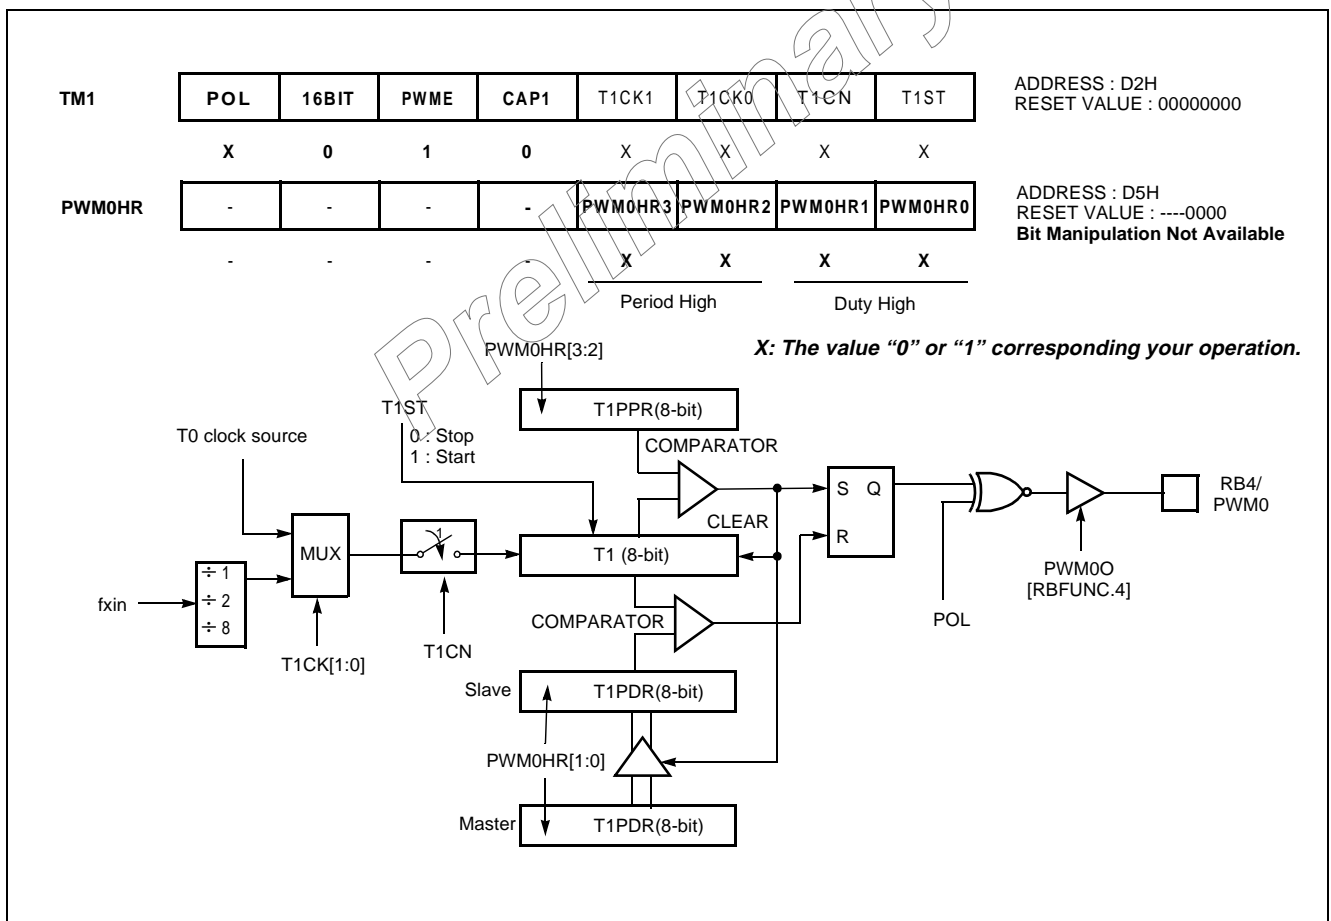 Preliminary
TM1 POL 16BIT PWME CAP1 T1CK1 T1CK0 T1CN T1ST ADDRESS : D2H
RESET VALUE : 00000000
X 0 1 0 X X X X
PWM0HR - - - - PWM0HR3 PWM0HR2 PWM0HR1 PWM0HR0 ADDRESS : D5H
RESET VALUE : ----0000
Bit Manipulation Not Available
- - - - X X X X
Period High Duty High
X: The value “0” or “1” corresponding your operation.
PWM0HR[3:2]
T1ST
0 : Stop
1 : Start
T1PPR(8-bit)
COMPARATOR
T0 clock source
MUX
1
T1 (8-bit)
CLEAR
S Q
R
RB4/
PWM0
fxin
÷ 1
÷ 2
÷ 8
T1CK[1:0]
T1CN
COMPARATOR
POL
PWM0O
[RBFUNC.4]
Slave T1PDR(8-bit)
PWM0HR[1:0]
Master T1PDR(8-bit)